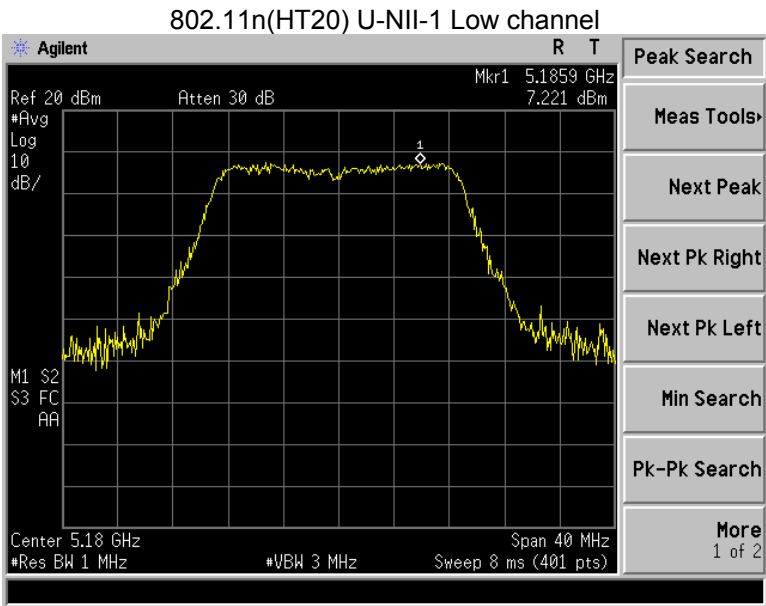 802.11n(HT20) U-NII-1 Low channel
Agilent R T
Peak Search
Mkr1 5.1859 GHz
Ref 20 dBm Atten 30 dB 7.221 dBm
#Avg
Log
10
dB/
1
Meas Tools
Next Peak
Next Pk Right
Next Pk Left
M1 S2
S3 FC
AA
Min Search
Pk-Pk Search
Center 5.18 GHz Span 40 MHz
#Res BW 1 MHz #VBW 3 MHz Sweep 8 ms (401 pts)
More
1 of 2